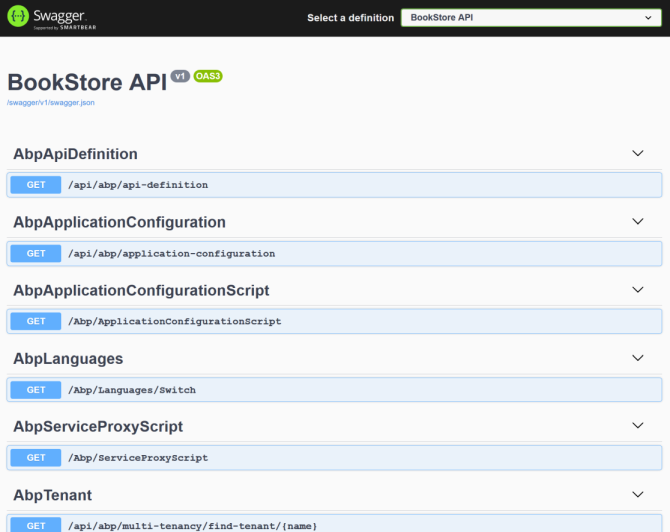 Swagger.
Supported by SMARTBEAR
Select a definition
BookStore API
BookStore API v1 OAS3
/swagger/v1/swagger.json
AbpApiDefinition
GET /api/abp/api-definition
AbpApplicationConfiguration
GET /api/abp/application-configuration
AbpApplicationConfigurationScript
GET /Abp/ApplicationConfigurationScript
AbpLanguages
GET /Abp/Languages/Switch
AbpServiceProxyScript
GET /Abp/ServiceProxyScript
AbpTenant
GET /api/abp/multi-tenancy/find-tenant/{name}